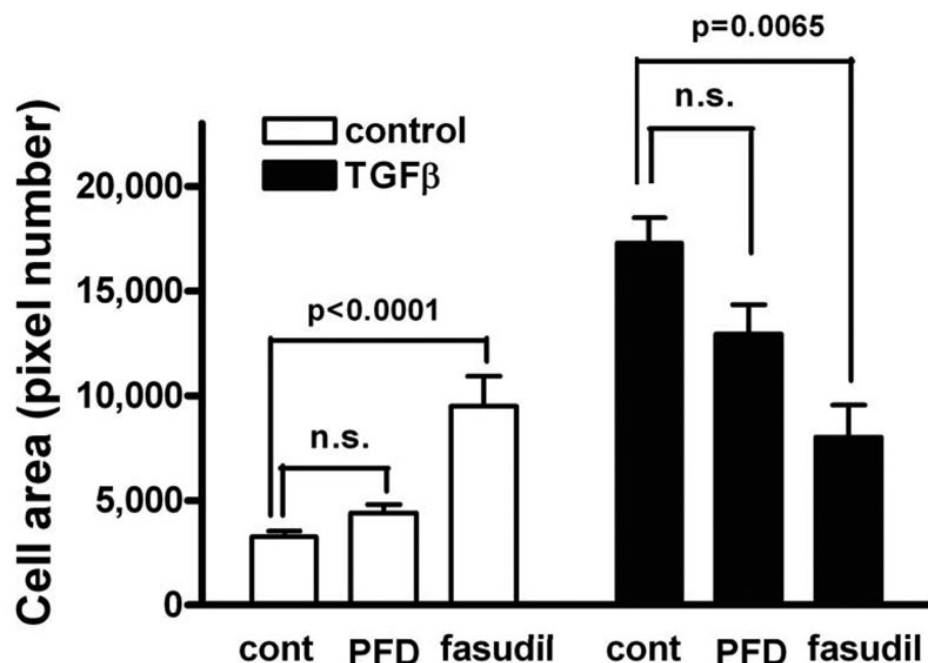 p=0.0065
n.s.
control
TGFβ
Cell area (pixel number)
20,000
15,000
10,000
5,000
0
p<0.0001
n.s.
cont PFD fasudil cont PFD fasudil